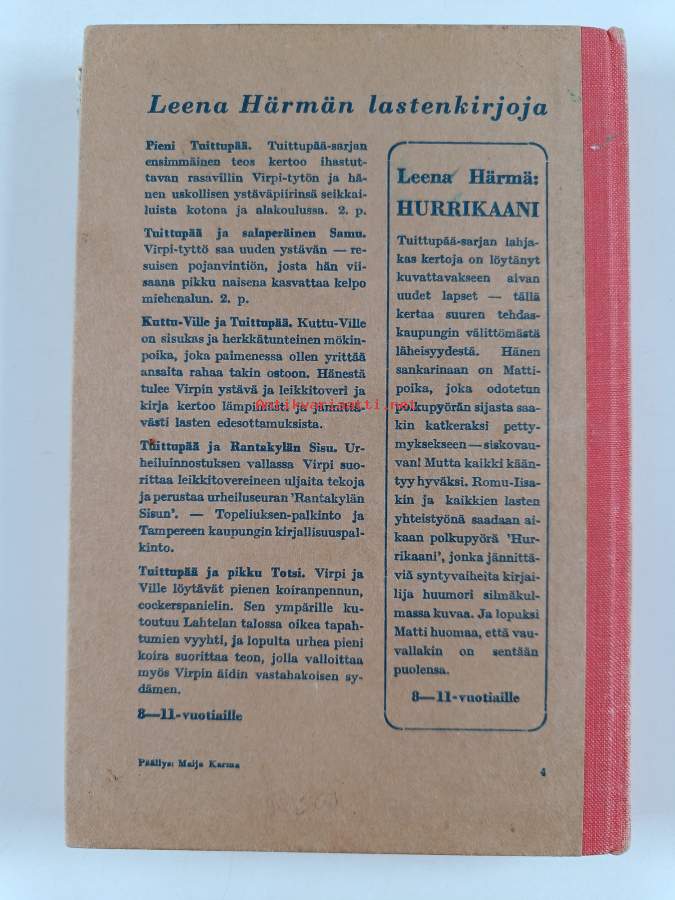 Leena Härmän lastenkirjoja
Pieni Tuittupää. Tuittupää-sarjan
ensimmäinen teos kertoo ihastut-
tavan rasavillin Virpi-tytön ja hä-
nen uskollisen ystäväpiirinsä seikkai-
luista kotona ja alakoulussa. 2. p.
Tuittupää ja salaperäinen Samu.
Virpi-tyttö saa uuden ystävän — re-
suisen pojanvintiön, josta hän vii-
saana pikku naisena kasvattaa kelpo
miehenalun. 2. p.
Kuttu-Ville ja Tuittupää. Kuttu-Ville
on sisukas ja herkkätunteinen mökin-
poika, joka paimenessa ollen yrittää
ansaita rahaa takin ostoon. Hänestä
tulee Virpin ystävä ja leikkitoveri ja
kirja kertoo lämpimästi ja jännittä-
västi lasten edesottamuksista.
Tuittupää ja Rantakylän Sisu. Ur-
heiluinnostuksen vallassa Virpi suo-
rittaa leikkitovereineen uljaita tekoja
ja perustaa urheiluseuran 'Rantakylän
Sisun'. — Topeliuksen-palkinto ja
Tampereen kaupungin kirjallisuuspal-
kinto.
Tuittupää ja pikku Totsi. Virpi ja
Ville löytävät pienen koiranpennun,
cockerspanielin. Sen ympärille ku-
toutuu Lahtelan talossa oikea tapah-
tumien vyyhti, ja lopulta urhea pieni
koira suorittaa teon, jolla valloittaa
myös Virpin äidin vastahakoisen sy-
dämen.
8—11-vuotiaille
Leena Härmä:
HURRIKAANI
Tuittupää-sarjan lahja-
kas kertoja on löytänyt
kuvattavakseen aivan
uudet lapset — tällä
kertaa suuren tehdas-
kaupungin välittömästä
läheisyydestä. Hänen
sankarinaan on Matti-
poika, joka odotetun
polkupyörän sijasta saa-
kin katkeraksi petty-
mykseksen — siskovau-
van! Mutta kaikki kään-
tyy hyväksi. Romu-Iisa-
kin ja kaikkien lasten
yhteistyönä saadaan ai-
kaan polkupyörä 'Hur-
rikaani', jonka jännittä-
viä syntyvaiheita kirjai-
lija huumori silmäkul-
massa kuvaa. Ja lopuksi
Matti huomaa, että vau-
vallakin on sentään
puolensa.
8—11-vuotiaille
Päällys: Maija Karma
4
antikvariaatti.net